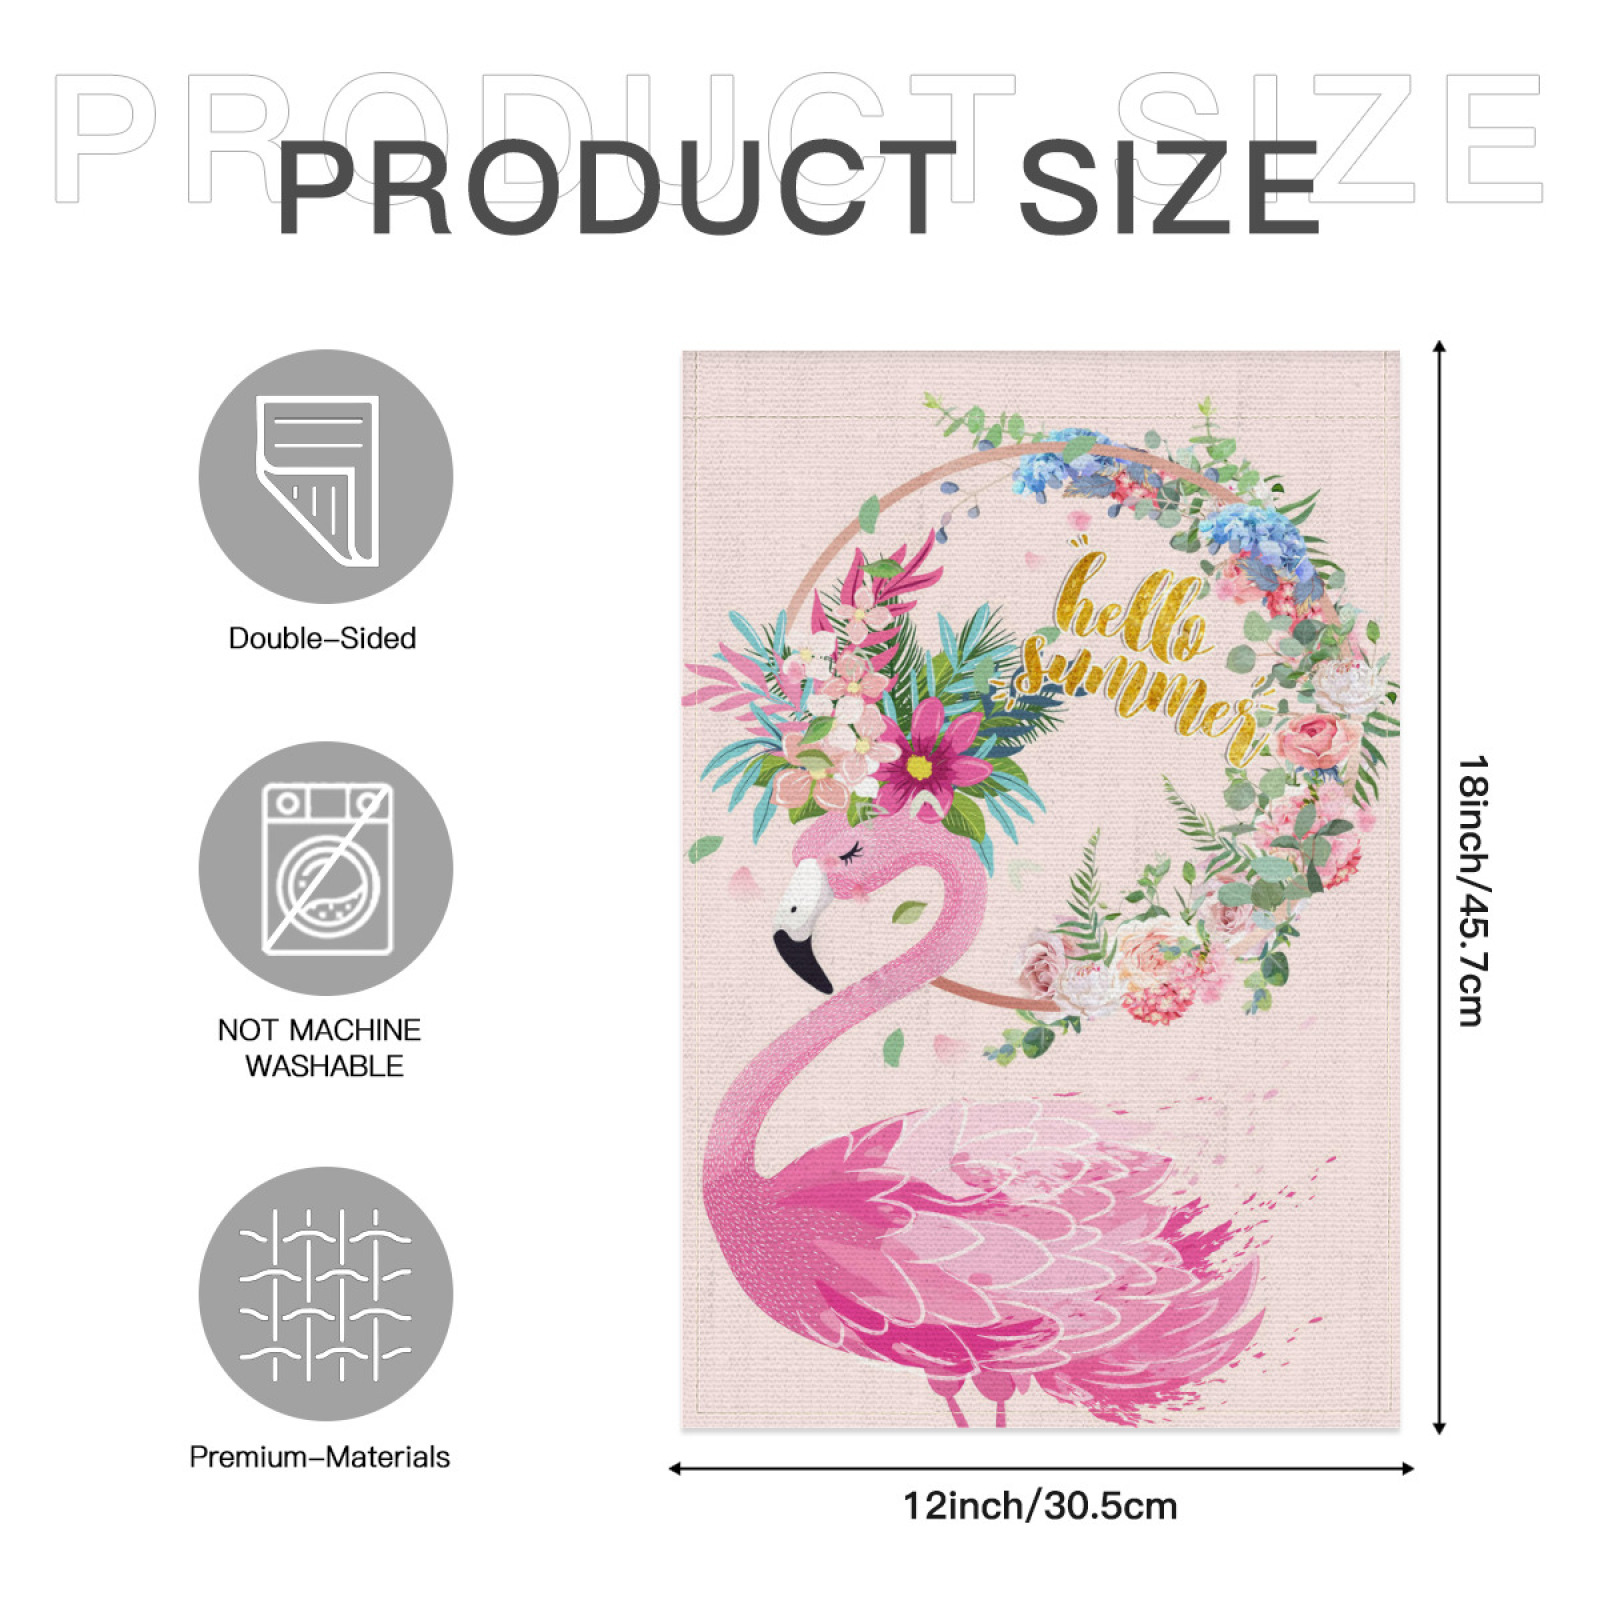 PRODUCT SIZE
PRODUCT SIZE
Double-Sided
NOT MACHINE
WASHABLE
Premium-Materials
hello
summer
18inch/45.7cm
12inch/30.5cm